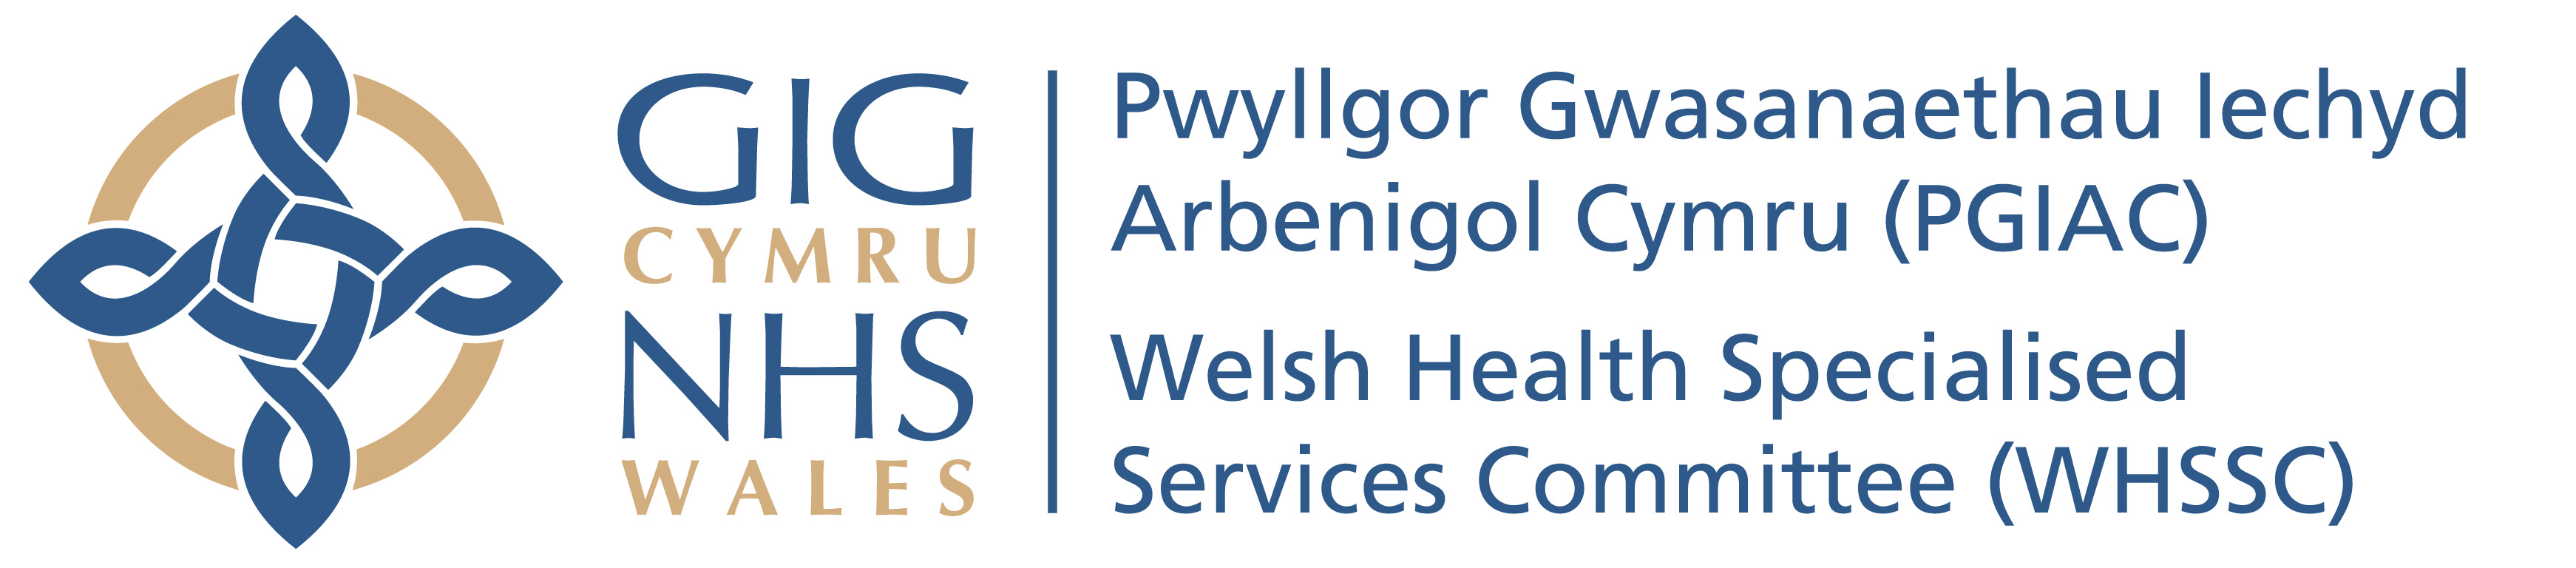 GIG
CYMRU
NHS
WALES
Pwyllgor Gwasanaethau Iechyd
Arbenigol Cymru (PGIAC)
Welsh Health Specialised
Services Committee (WHSSC)